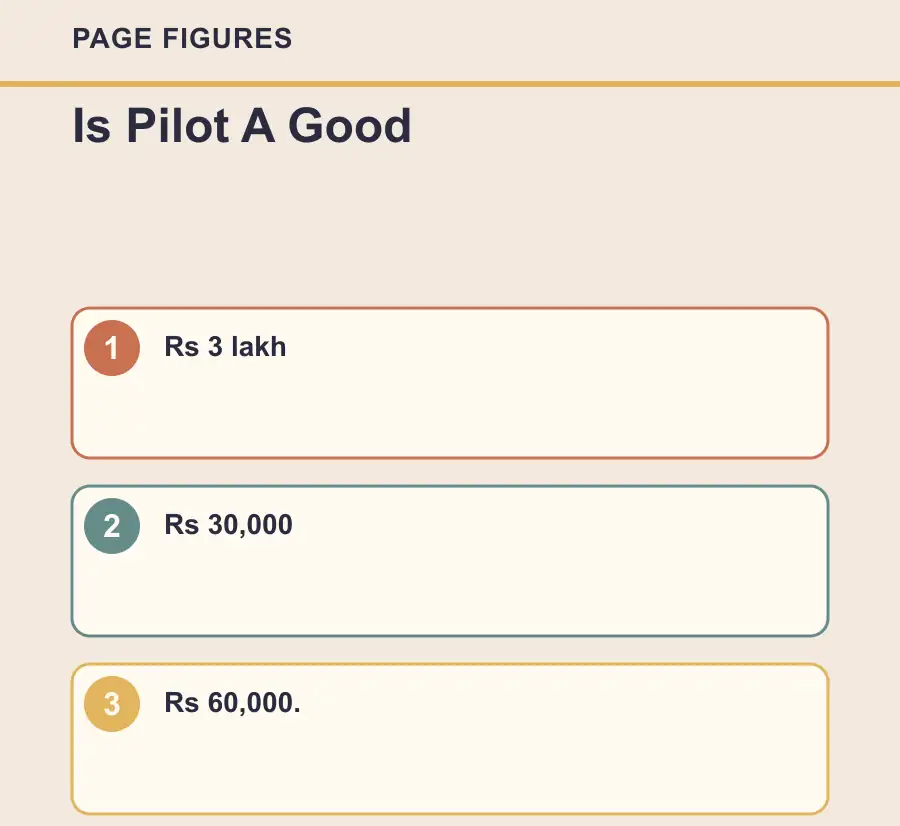 PAGE FIGURES
Is Pilot A Good
1 Rs 3 lakh
2 Rs 30,000
3 Rs 60,000.